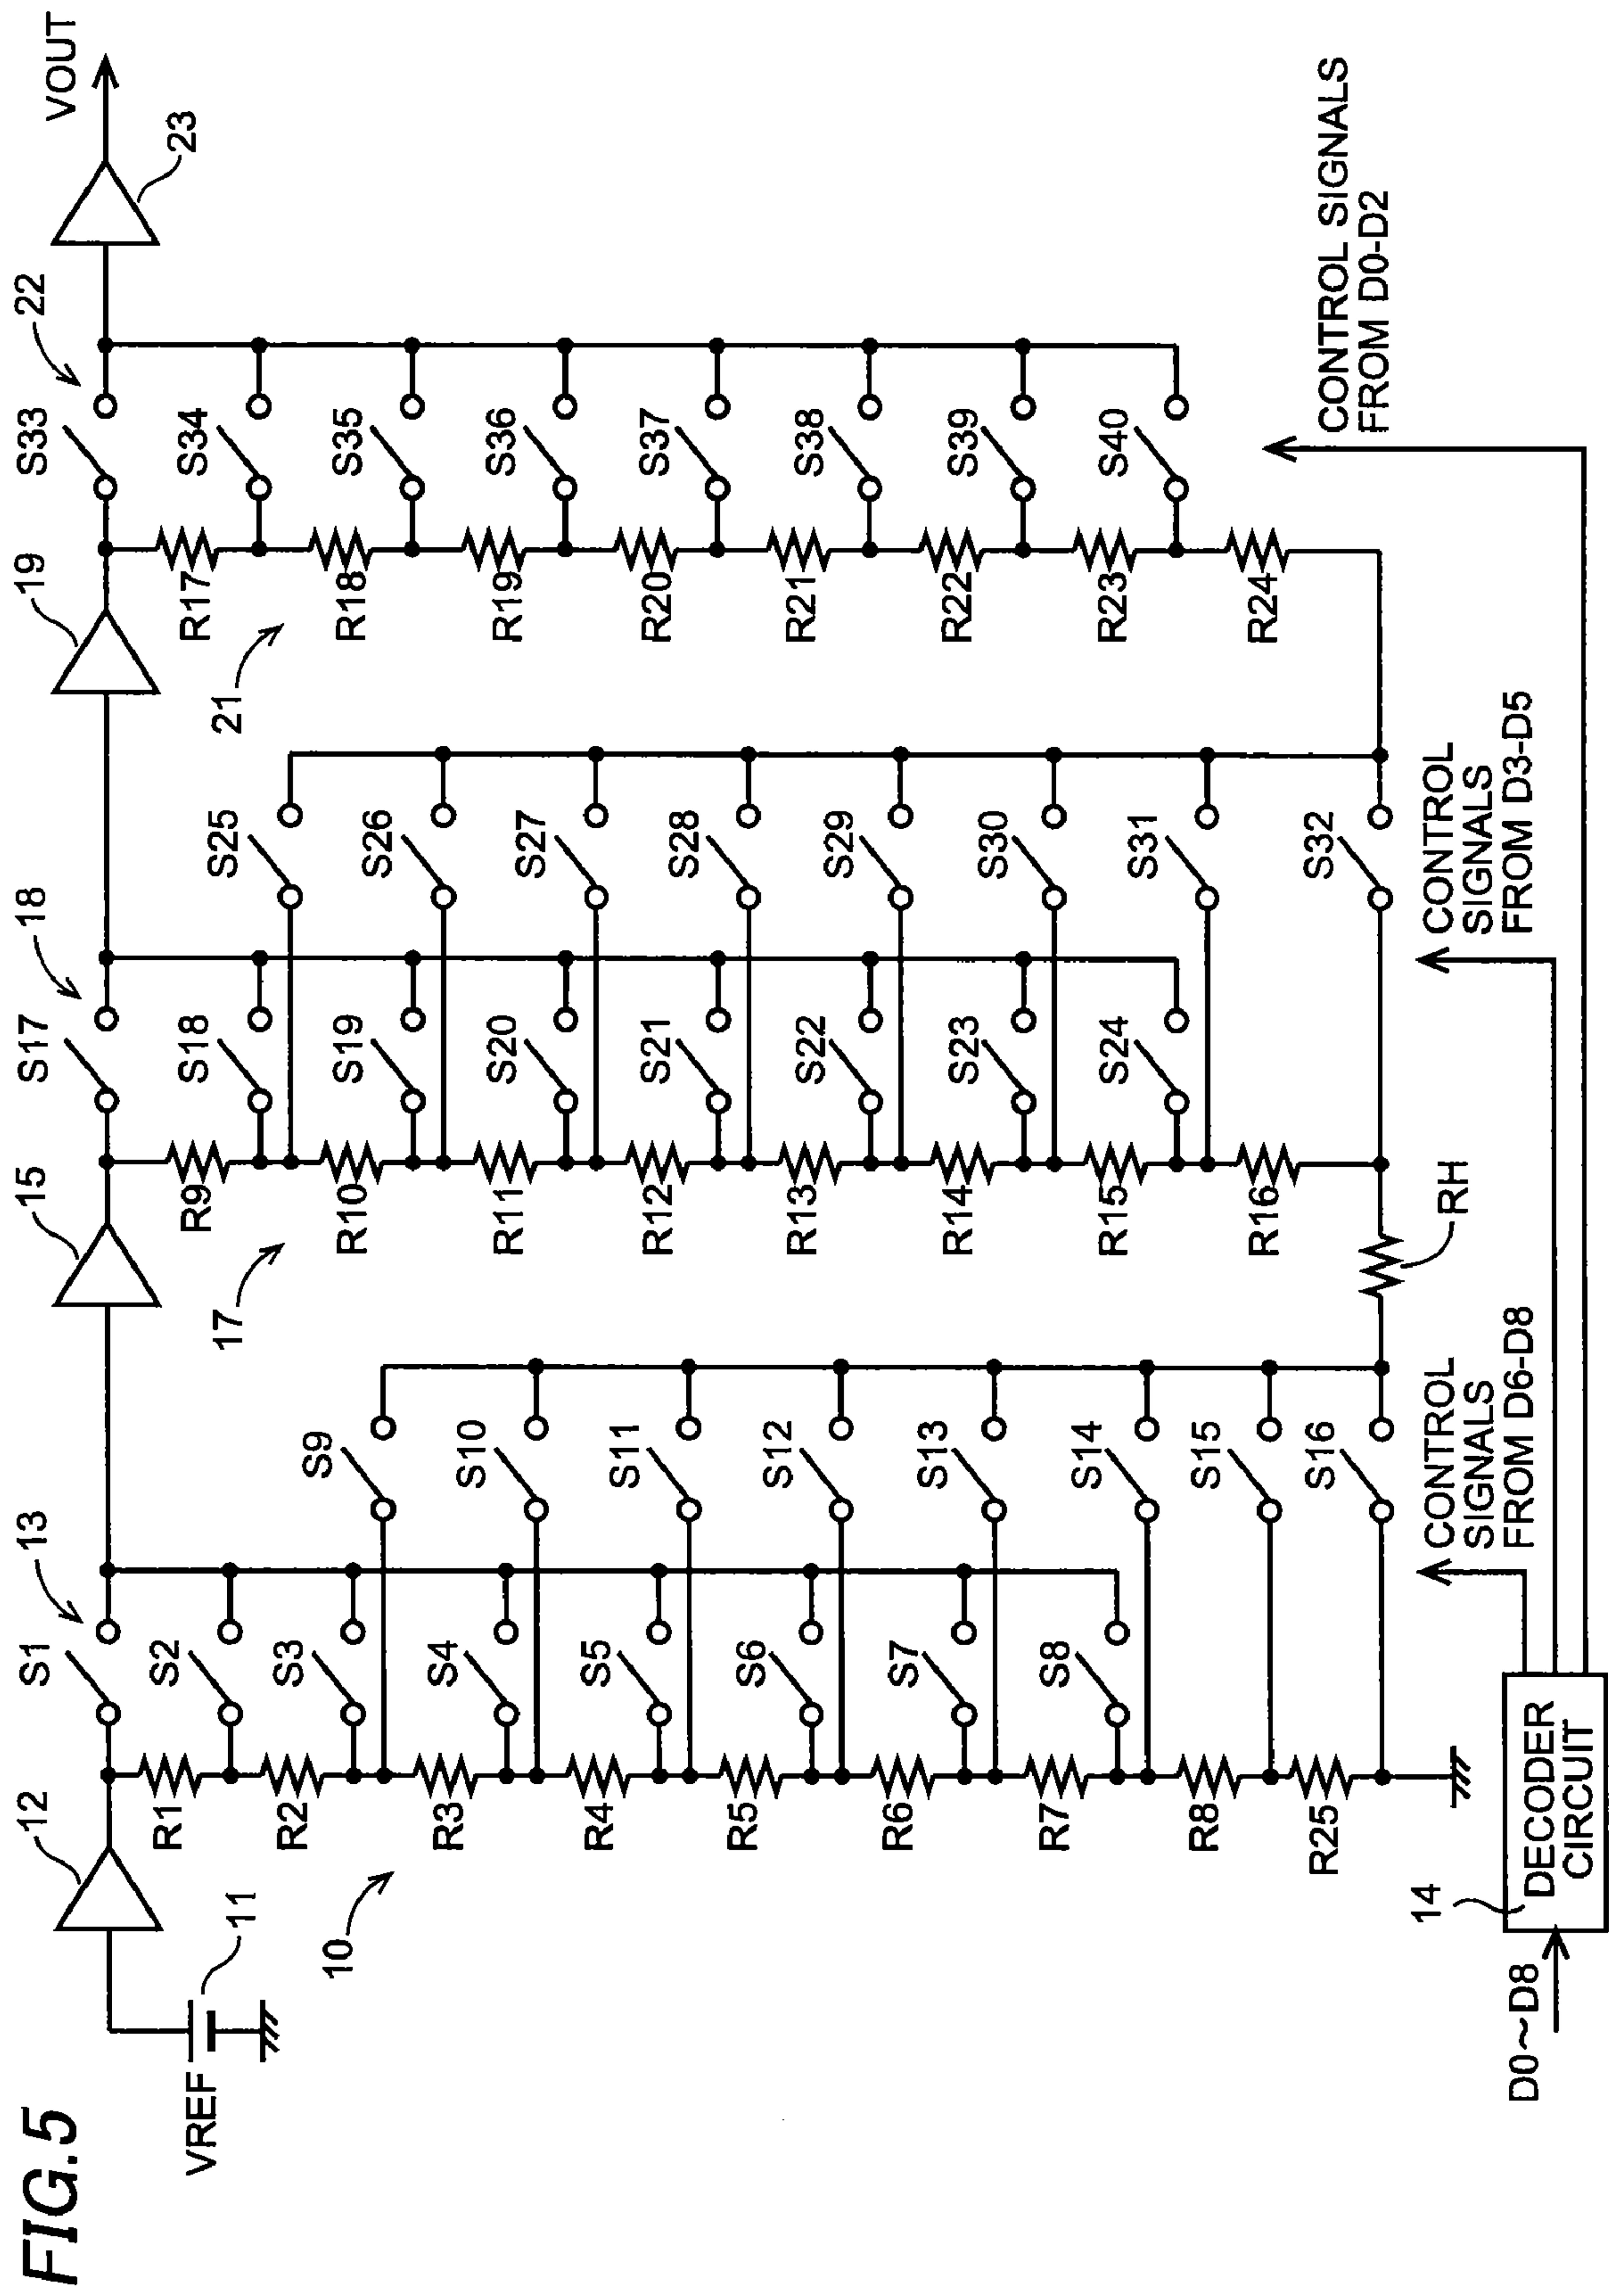 FIG.5
VREF
11
12
10
R1
R2
R3
R4
R5
R6
R7
R8
R25
S1
S2
S3
S4
S5
S6
S7
S8
13
S9
S10
S11
S12
S13
S14
S15
S16
15
17
RH
R9
R10
R11
R12
R13
R14
R15
R16
S17
S18
S19
S20
S21
S22
S23
S24
18
S25
S26
S27
S28
S29
S30
S31
S32
19
21
R17
R18
R19
R20
R21
R22
R23
R24
S33
S34
S35
S36
S37
S38
S39
S40
22
23
VOUT
D0~D8
14
DECODER
CIRCUIT
CONTROL
SIGNALS
FROM D6-D8
CONTROL
SIGNALS
FROM D3-D5
CONTROL SIGNALS
FROM D0-D2